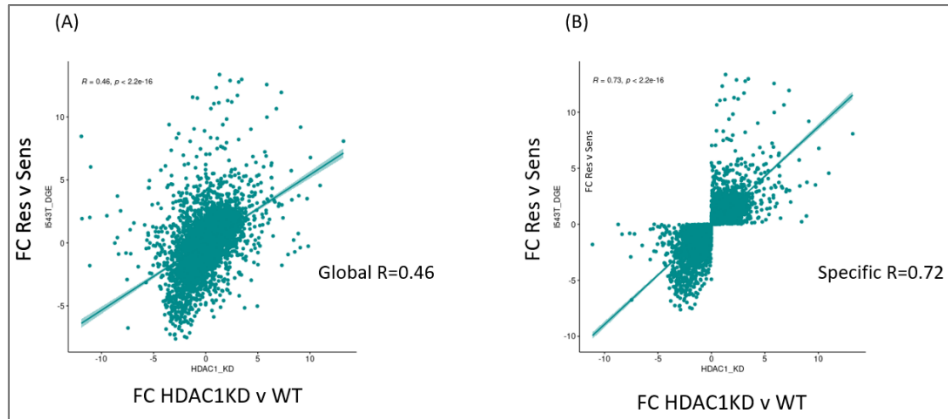 (A)
(B)
R = 0.46, p < 2.2e-16
R = 0.73, p < 2.2e-16
FC Res v Sens
I543T_DGE
10
5
0
-5
Global R=0.46
-10
-5
0
5
10
HDAC1_KD
FC HDAC1KD v WT
FC Res v Sens
I543T_DGE
FC Res v Sens
10
5
0
-5
-10
Specific R=0.72
-10
-5
0
5
10
HDAC1_KD
FC HDAC1KD v WT